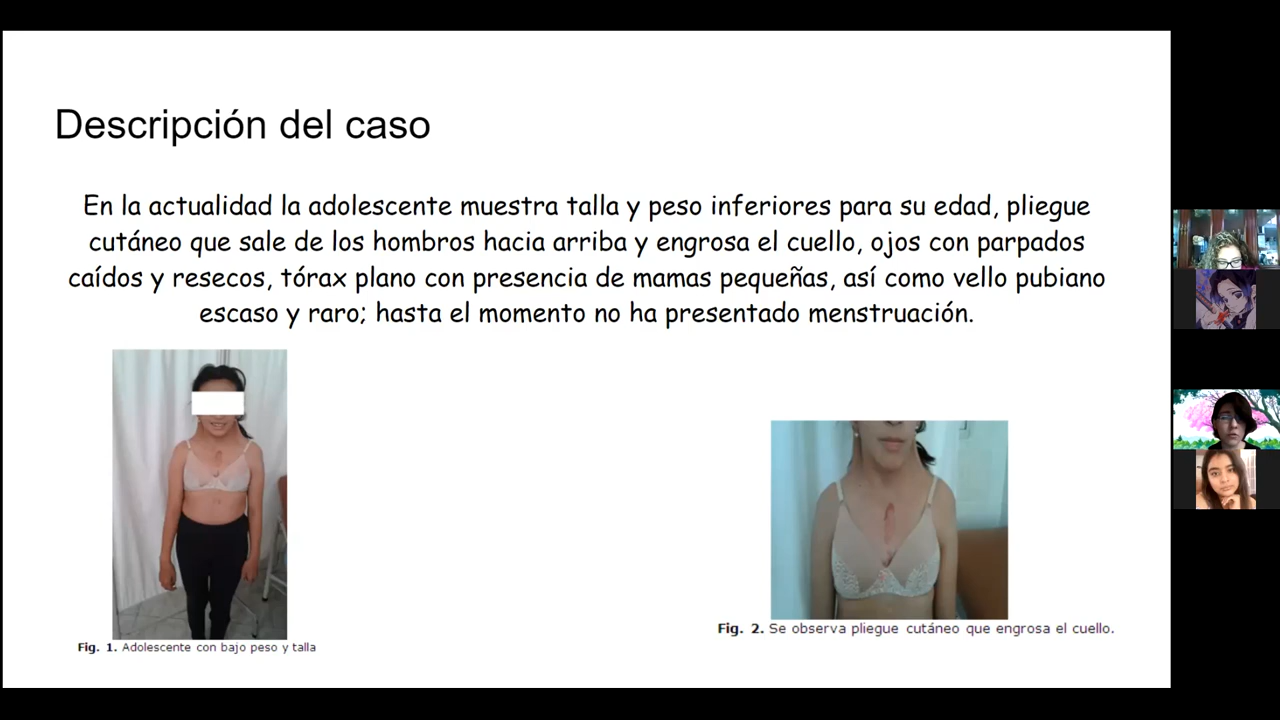 Descripción del caso
En la actualidad la adolescente muestra talla y peso inferiores para su edad, pliegue
cutáneo que sale de los hombros hacia arriba y engrosa el cuello, ojos con parpados
caídos y resecos, tórax plano con presencia de mamas pequeñas, así como vello pubiano
escaso y raro; hasta el momento no ha presentado menstruación.
Fig. 1. Adolescente con bajo peso y talla
Fig. 2. Se observa pliegue cutáneo que engrosa el cuello.